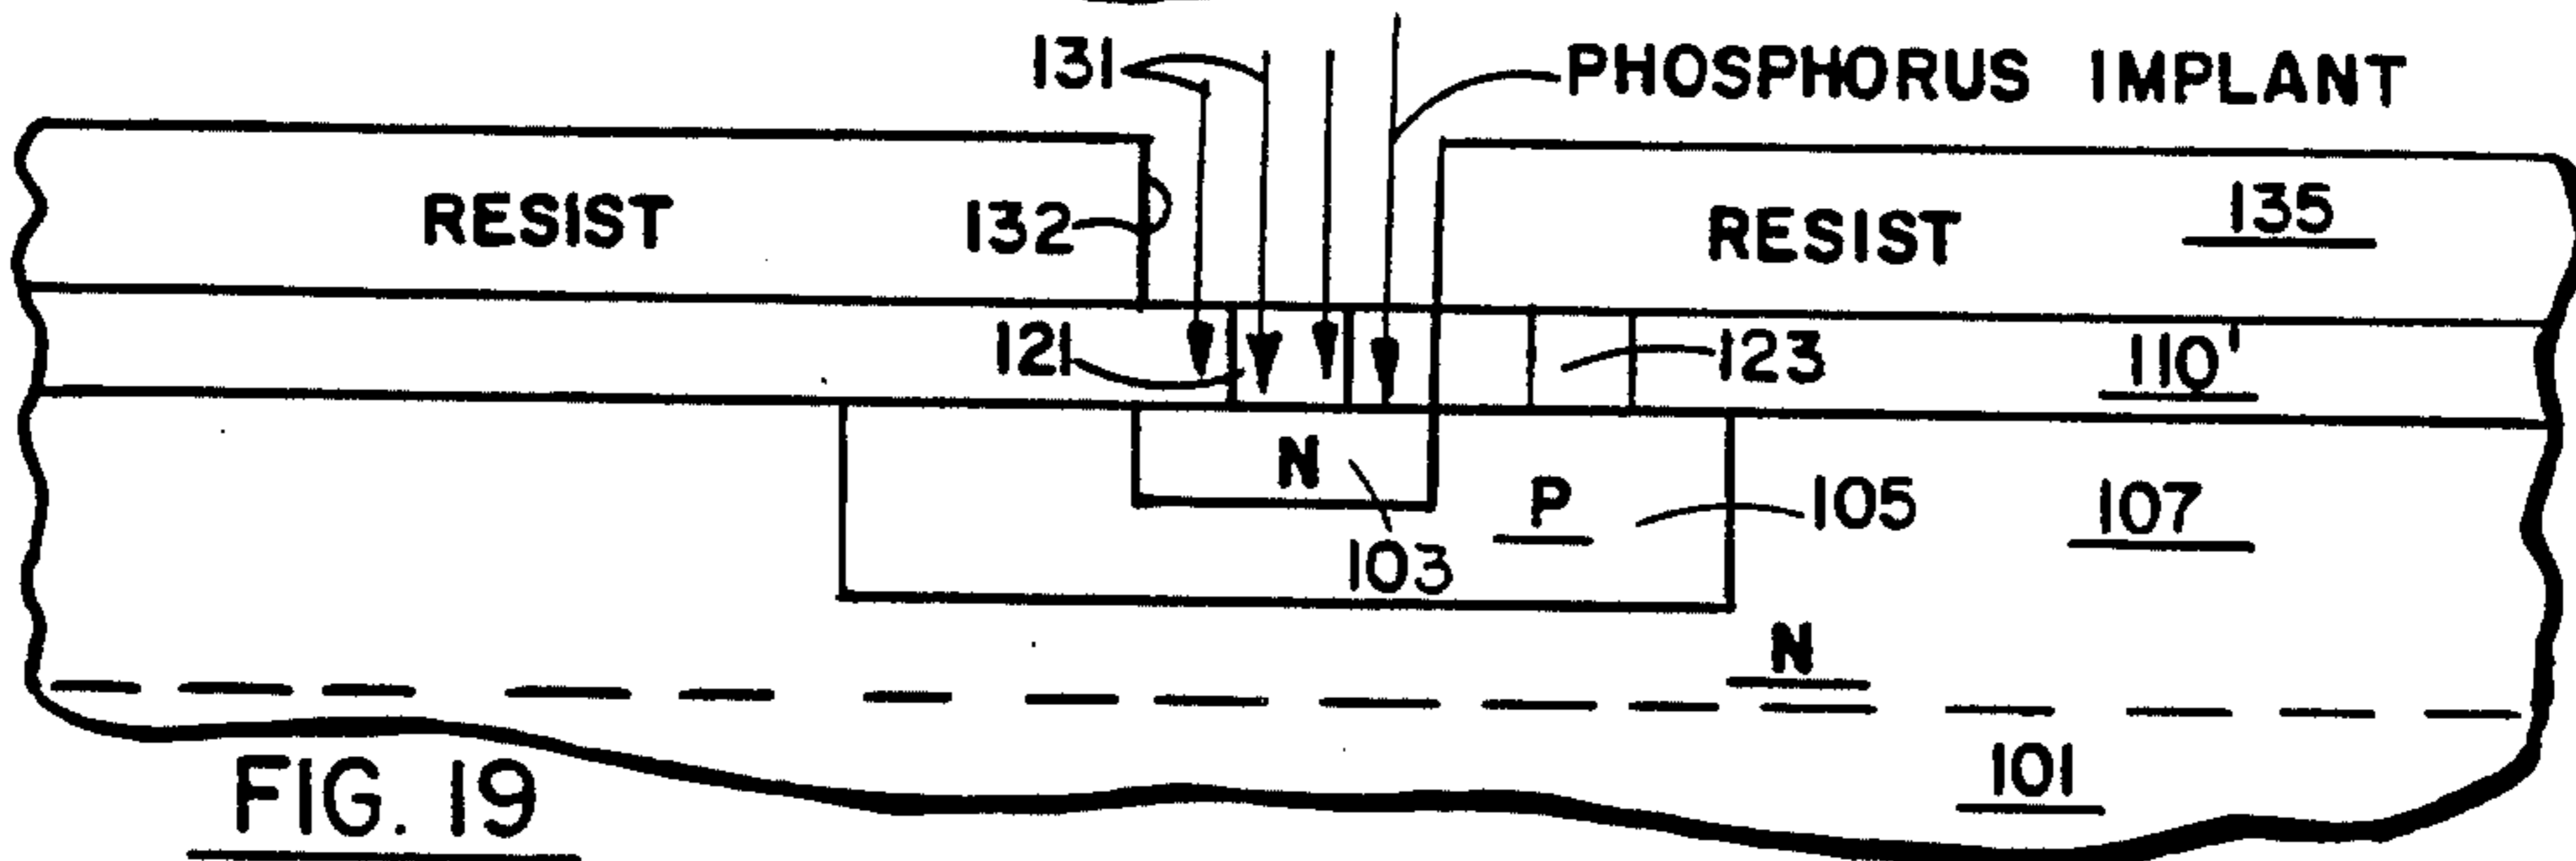 131
PHOSPHORUS IMPLANT
RESIST
132
RESIST
135
121
123
110'
N
103
P
105
107
N
101
FIG. 19